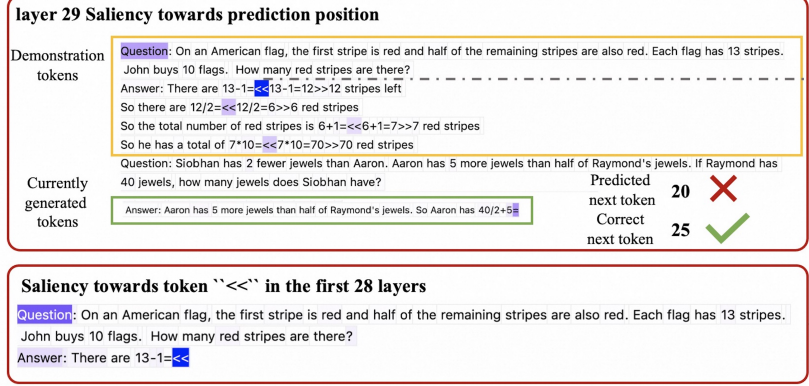 layer 29 Saliency towards prediction position
Demonstration tokens
Question: On an American flag, the first stripe is red and half of the remaining stripes are also red. Each flag has 13 stripes.
John buys 10 flags. How many red stripes are there?
Answer: There are 13-1=<<13-1=12>>12 stripes left
So there are 12/2=<<12/2=6>>6 red stripes
So the total number of red stripes is 6+1=<<6+1=7>>7 red stripes
So he has a total of 7*10=<<7*10=70>>70 red stripes
Question: Siobhan has 2 fewer jewels than Aaron. Aaron has 5 more jewels than half of Raymond's jewels. If Raymond has
40 jewels, how many jewels does Siobhan have?
Currently generated tokens
Answer: Aaron has 5 more jewels than half of Raymond's jewels. So Aaron has 40/2+5=
Predicted next token 20
Correct next token 25
Saliency towards token ``<<`` in the first 28 layers
Question: On an American flag, the first stripe is red and half of the remaining stripes are also red. Each flag has 13 stripes.
John buys 10 flags. How many red stripes are there?
Answer: There are 13-1=<<